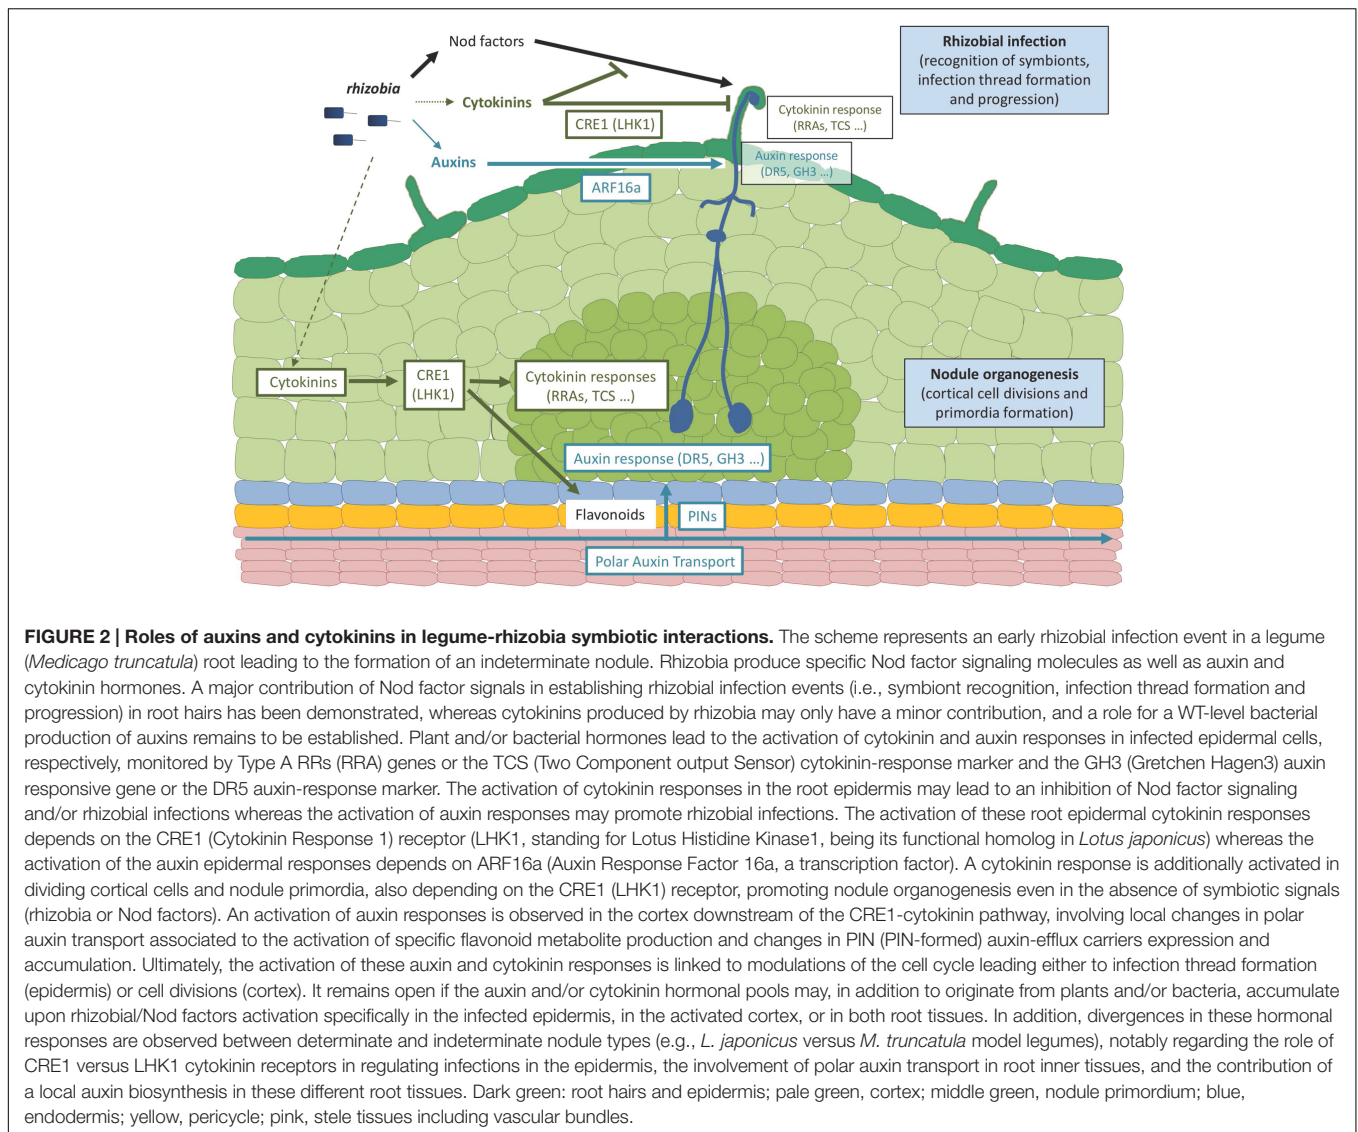 Nod factors
rhizobia
Cytokinins
CRE1 (LHK1)
Auxins
ARF16a
Cytokinin response
(RRAs, TCS ...)
Auxin response
(DR5, GH3 ...)
Rhizobial infection
(recognition of symbionts,
infection thread formation
and progression)
Cytokinins
CRE1
(LHK1)
Cytokinin responses
(RRAs, TCS ...)
Nodule organogenesis
(cortical cell divisions and
primordia formation)
Auxin response (DR5, GH3 ...)
Flavonoids
PINs
Polar Auxin Transport
FIGURE 2 | Roles of auxins and cytokinins in legume-rhizobia symbiotic interactions. The scheme represents an early rhizobial infection event in a legume
(Medicago truncatula) root leading to the formation of an indeterminate nodule. Rhizobia produce specific Nod factor signaling molecules as well as auxin and
cytokinin hormones. A major contribution of Nod factor signals in establishing rhizobial infection events (i.e., symbiont recognition, infection thread formation and
progression) in root hairs has been demonstrated, whereas cytokinins produced by rhizobia may only have a minor contribution, and a role for a WT-level bacterial
production of auxins remains to be established. Plant and/or bacterial hormones lead to the activation of cytokinin and auxin responses in infected epidermal cells,
respectively, monitored by Type A RRs (RRA) genes or the TCS (Two Component output Sensor) cytokinin-response marker and the GH3 (Gretchen Hagen3) auxin
responsive gene or the DR5 auxin-response marker. The activation of cytokinin responses in the root epidermis may lead to an inhibition of Nod factor signaling
and/or rhizobial infections whereas the activation of auxin responses may promote rhizobial infections. The activation of these root epidermal cytokinin responses
depends on the CRE1 (Cytokinin Response 1) receptor (LHK1, standing for Lotus Histidine Kinase1, being its functional homolog in Lotus japonicus) whereas the
activation of the auxin epidermal responses depends on ARF16a (Auxin Response Factor 16a, a transcription factor). A cytokinin response is additionally activated in
dividing cortical cells and nodule primordia, also depending on the CRE1 (LHK1) receptor, promoting nodule organogenesis even in the absence of symbiotic signals
(rhizobia or Nod factors). An activation of auxin responses is observed in the cortex downstream of the CRE1-cytokinin pathway, involving local changes in polar
auxin transport associated to the activation of specific flavonoid metabolite production and changes in PIN (PIN-formed) auxin-efflux carriers expression and
accumulation. Ultimately, the activation of these auxin and cytokinin responses is linked to modulations of the cell cycle leading either to infection thread formation
(epidermis) or cell divisions (cortex). It remains open if the auxin and/or cytokinin hormonal pools may, in addition to originate from plants and/or bacteria, accumulate
upon rhizobial/Nod factors activation specifically in the infected epidermis, in the activated cortex, or in both root tissues. In addition, divergences in these hormonal
responses are observed between determinate and indeterminate nodule types (e.g., L. japonicus versus M. truncatula model legumes), notably regarding the role of
CRE1 versus LHK1 cytokinin receptors in regulating infections in the epidermis, the involvement of polar auxin transport in root inner tissues, and the contribution of
a local auxin biosynthesis in these different root tissues. Dark green: root hairs and epidermis; pale green, cortex; middle green, nodule primordium; blue,
endodermis; yellow, pericycle; pink, stele tissues including vascular bundles.